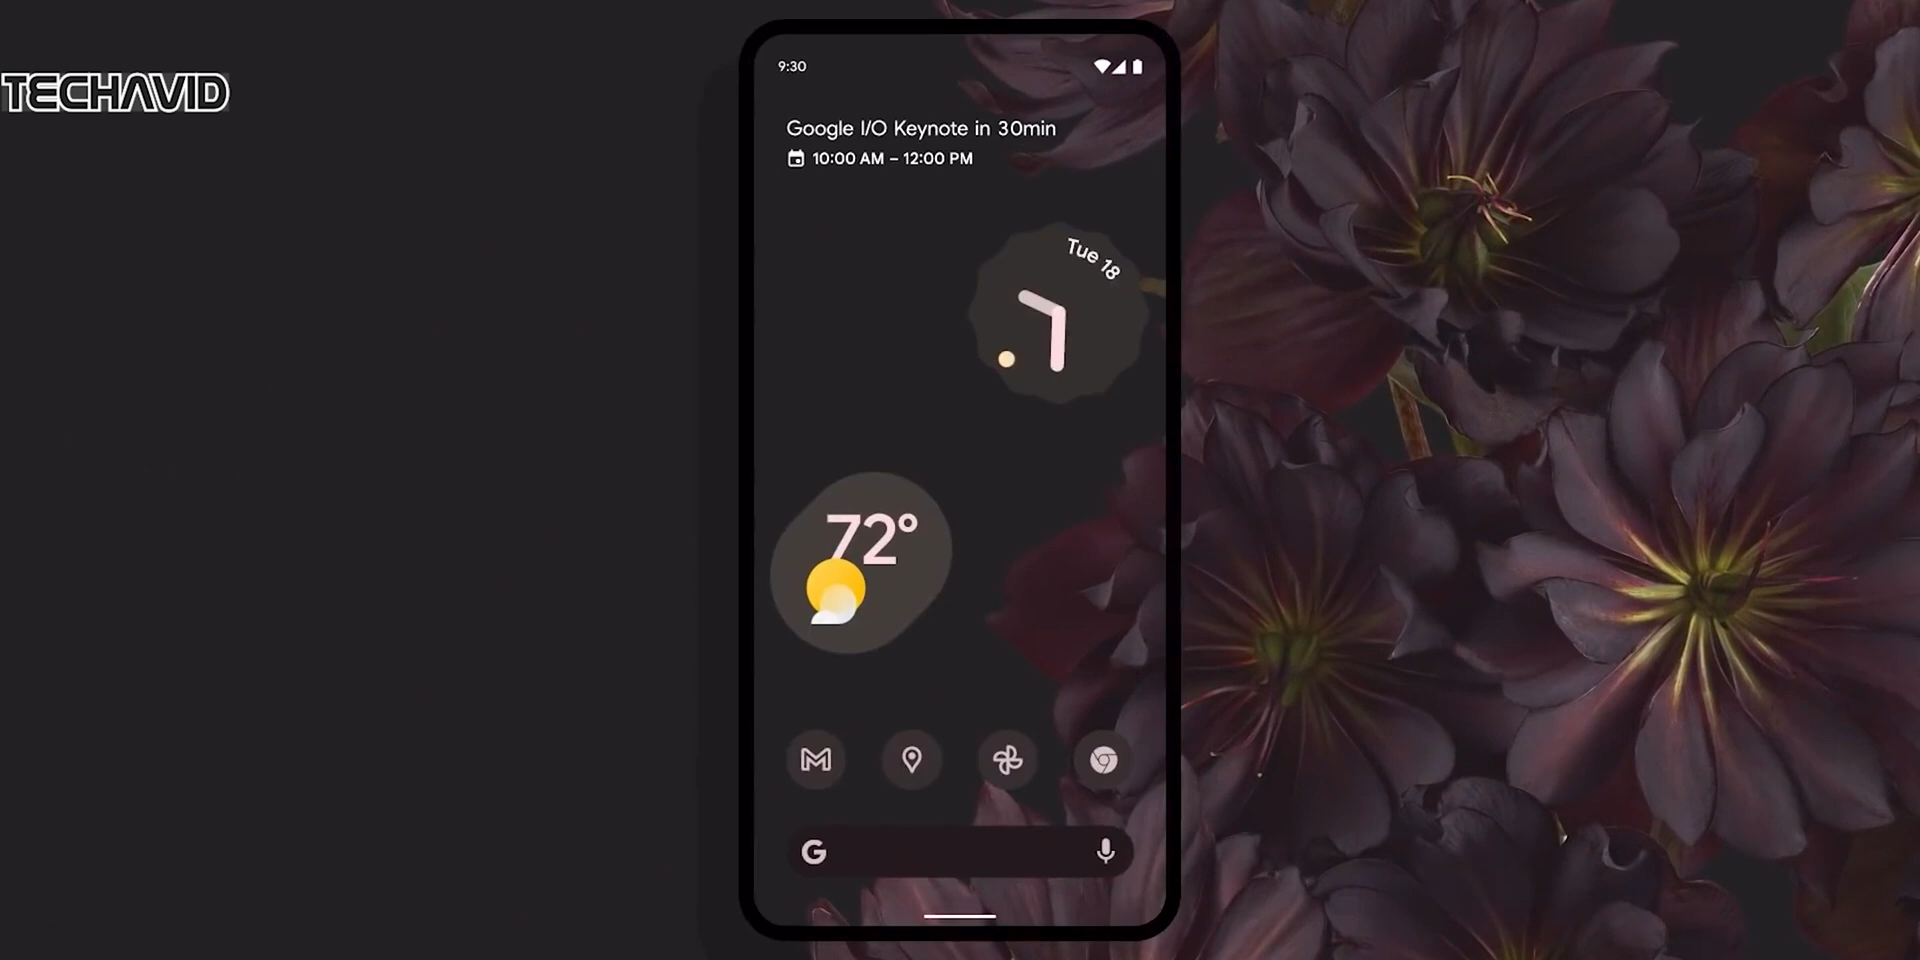 TECHAVID
9:30
Google I/O Keynote in 30min
10:00 AM – 12:00 PM
Tue 18
72°
G